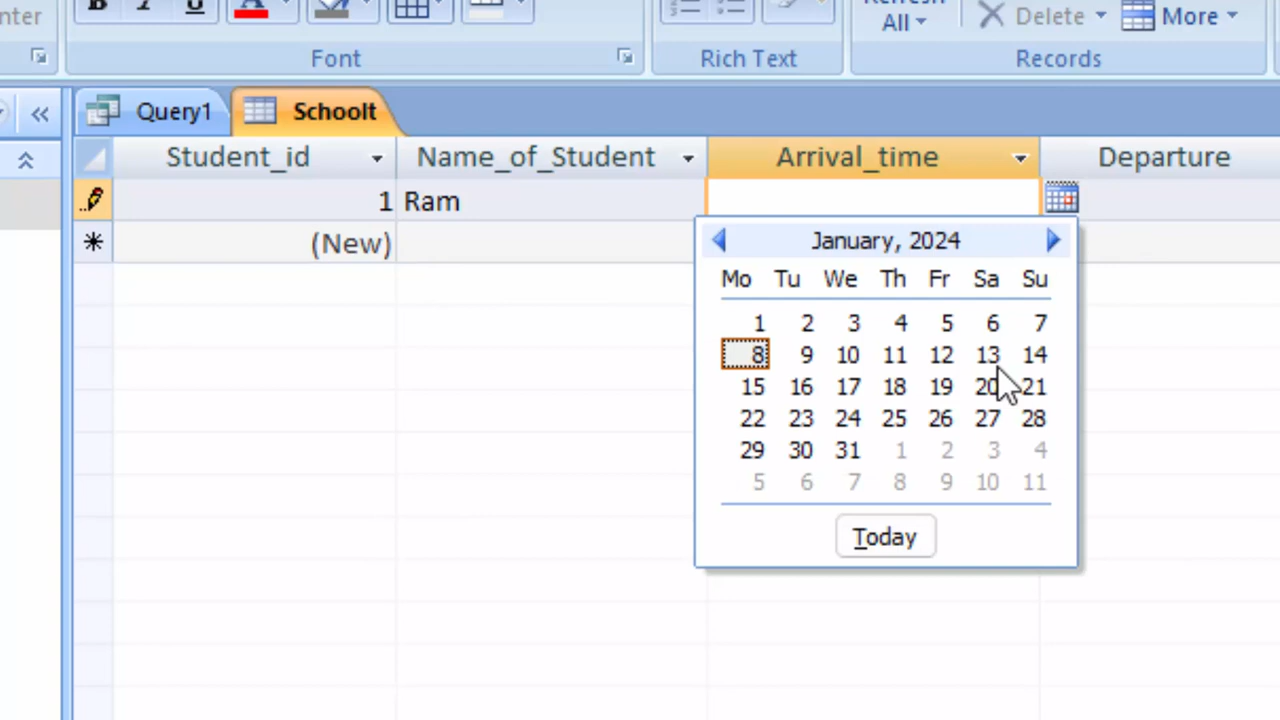 nter B I U A
All Delete More
Font Rich Text Records
Query1 Schoolt
Student_id Name_of_Student Arrival_time Departure
1 Ram
(New)
January, 2024
Mo Tu We Th Fr Sa Su
1 2 3 4 5 6 7
8 9 10 11 12 13 14
15 16 17 18 19 20 21
22 23 24 25 26 27 28
29 30 31 1 2 3 4
5 6 7 8 9 10 11
Today